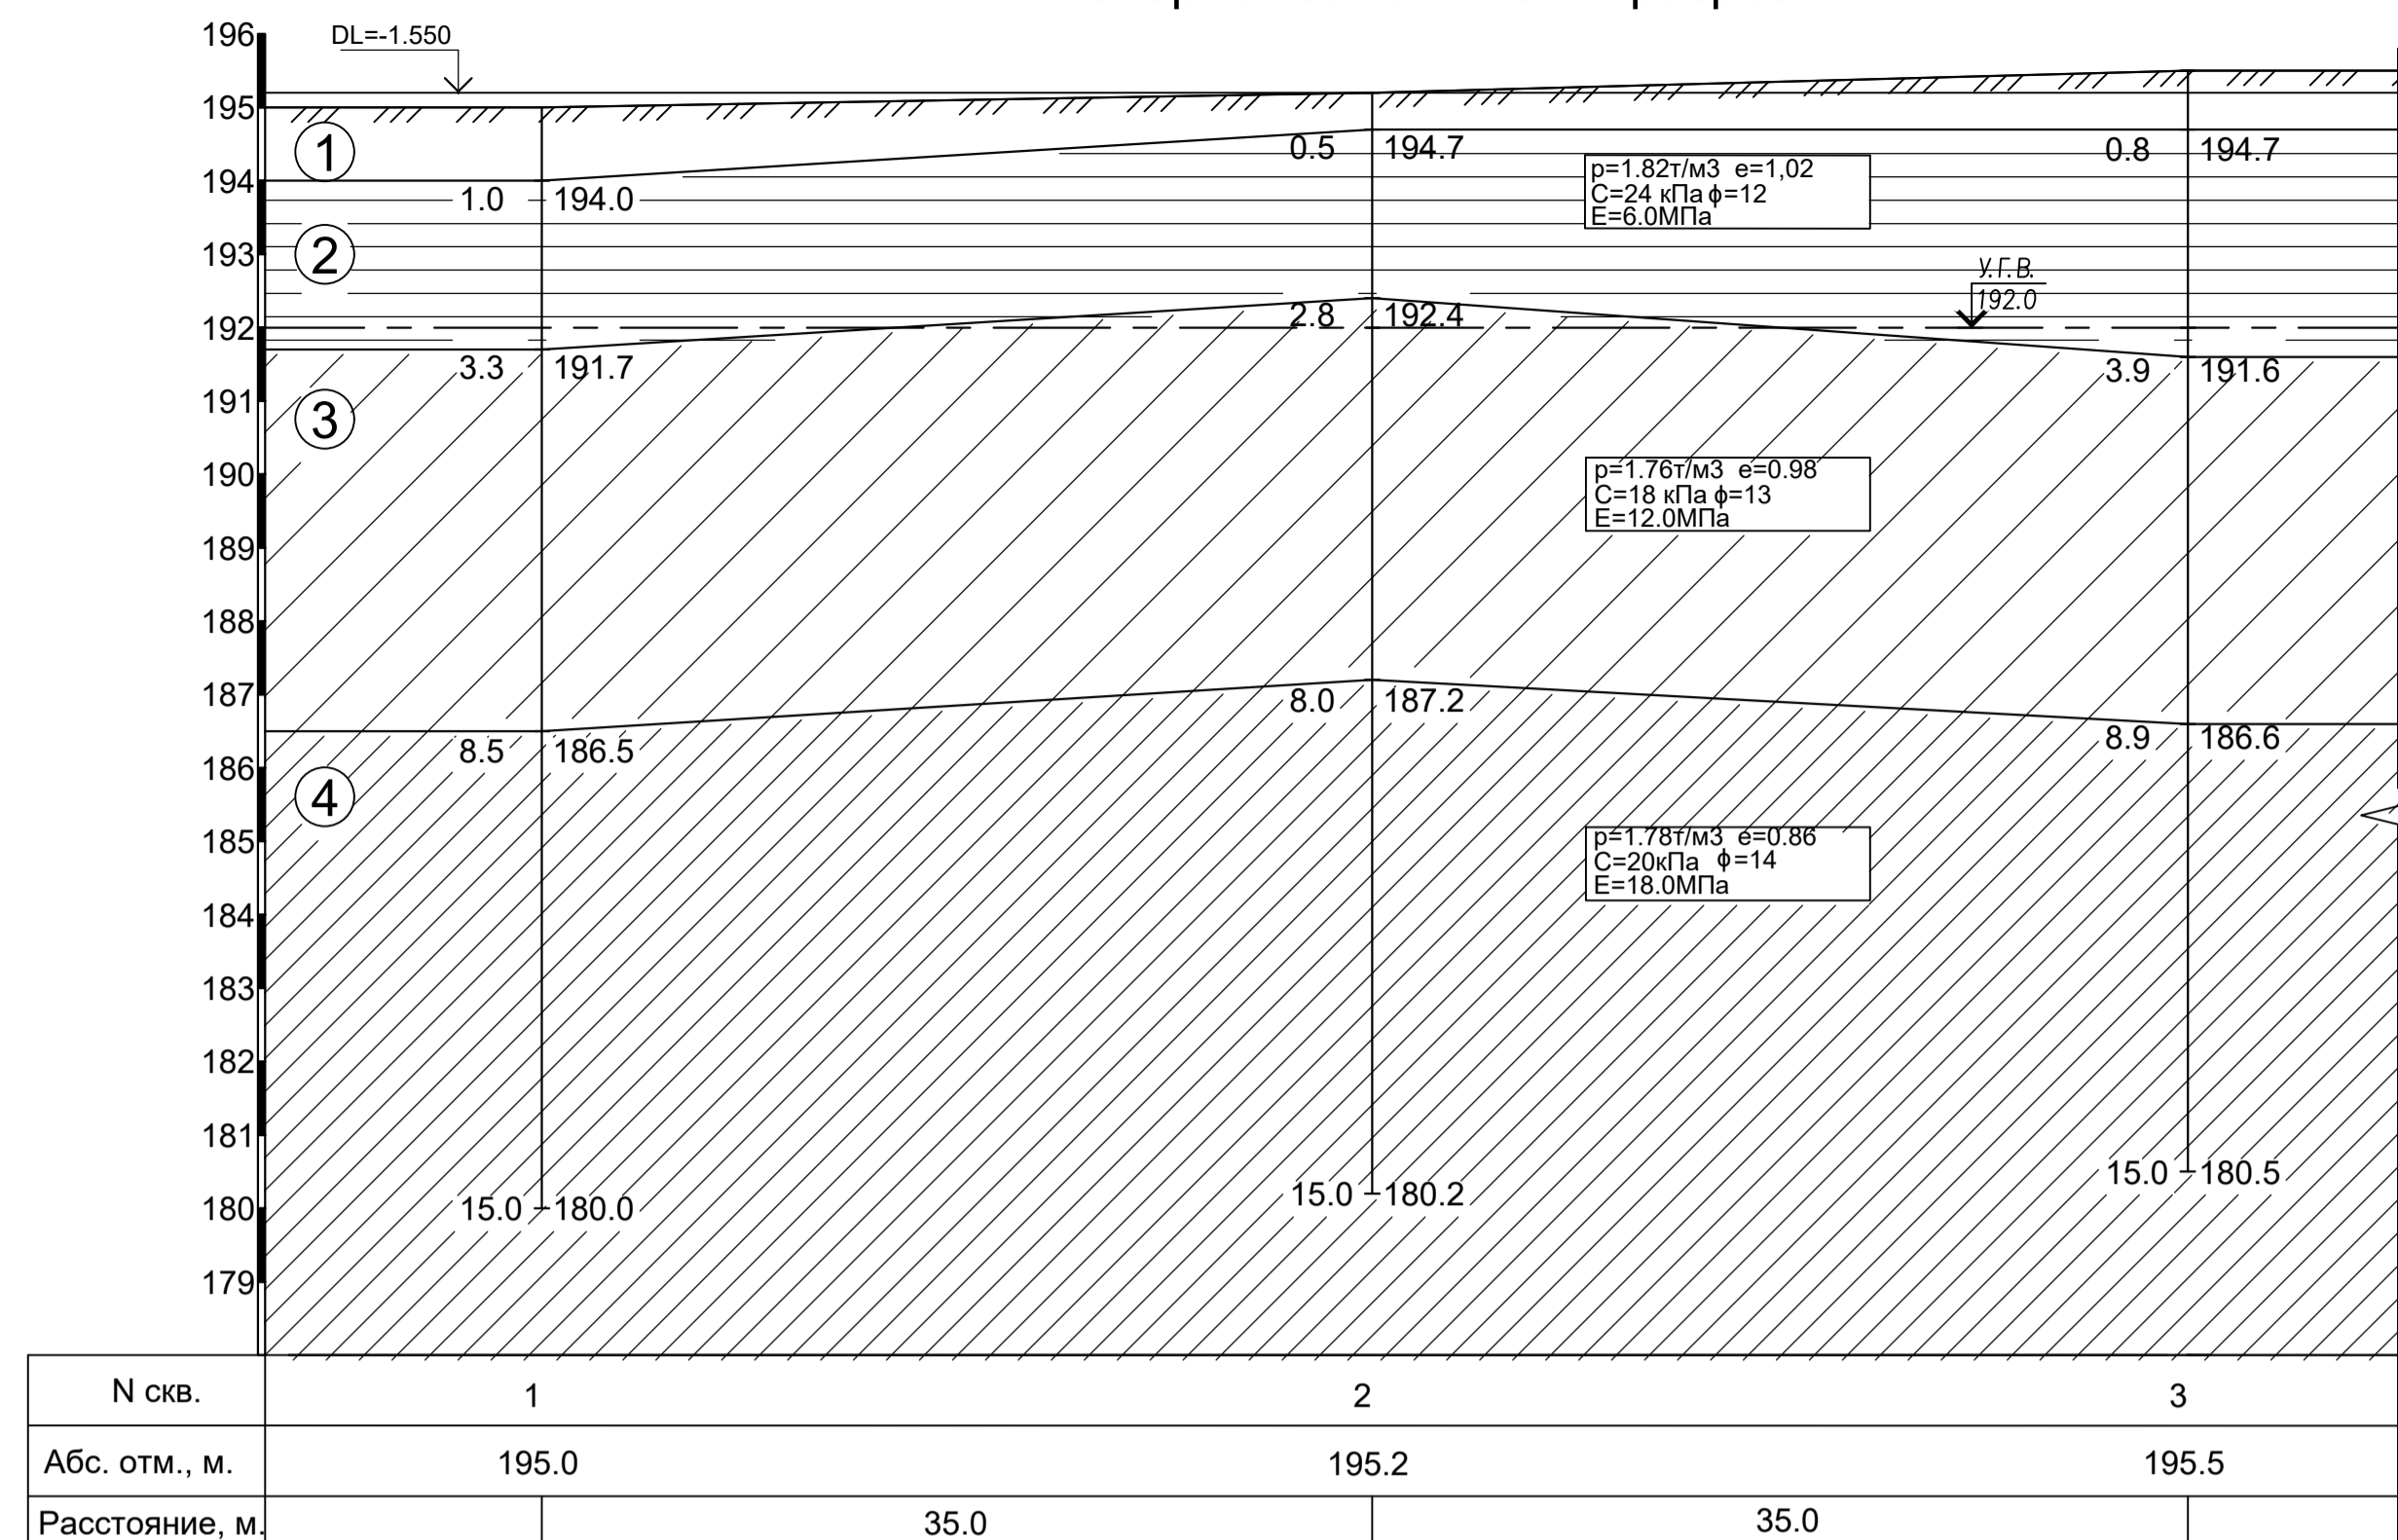 196
DL=-1.550
195
1
0.5 194.7
0.8 194.7
p=1.82т/м3 e=1,02
C=24 кПа ϕ=12
E=6.0МПа
194
1.0 194.0
193
2
У.Г.В.
192.0
192
2.8 192.4
3.3 191.7
3.9 191.6
191
3
190
p=1.76т/м3 e=0.98
C=18 кПа ϕ=13
E=12.0МПа
189
188
187
8.0 187.2
8.5 186.5
8.9 186.6
186
4
185
p=1.78т/м3 e=0.86
C=20кПа ϕ=14
E=18.0МПа
184
183
182
181
15.0 180.5
15.0 180.2
180
15.0 180.0
179
N скв. 1 2 3
Абс. отм., м. 195.0 195.2 195.5
Расстояние, м. 35.0 35.0